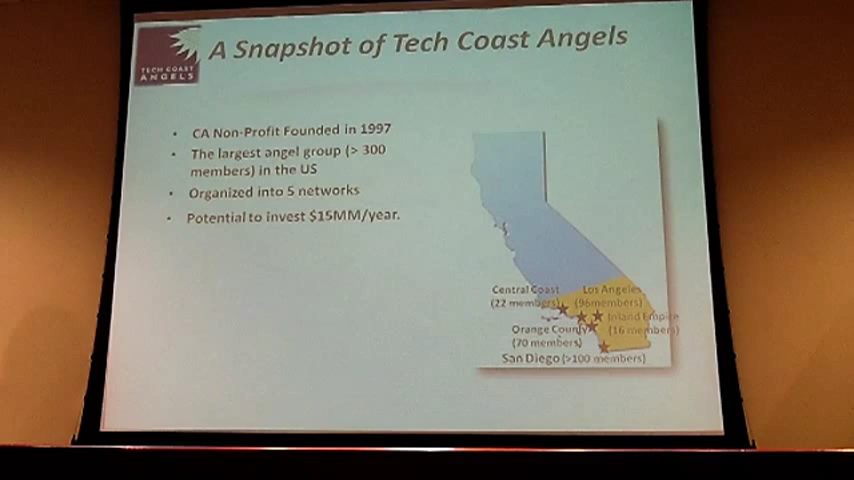 A Snapshot of Tech Coast Angels
TECH COAST
ANGELS
• CA Non-Profit Founded in 1997
• The largest angel group (> 300
members) in the US
• Organized into 5 networks
• Potential to invest $15MM/year.
Central Coast
(22 members)
Los Angeles
(96members)
Inland Empire
(16 members)
Orange County
(70 members)
San Diego (>100 members)